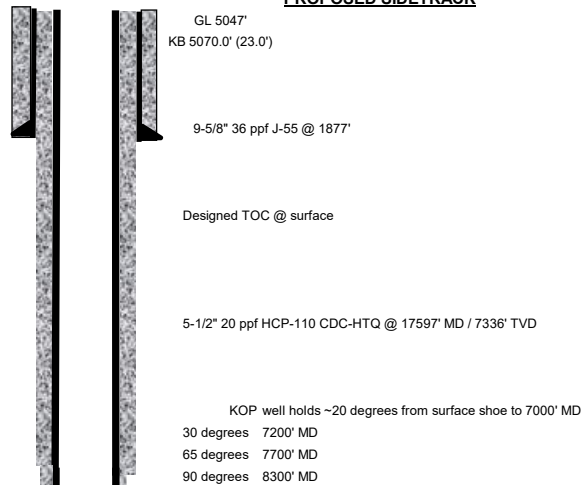 PROPOSED SIDETRACK
GL 5047'
KB 5070.0' (23.0')
9-5/8" 36 ppf J-55 @ 1877'
Designed TOC @ surface
5-1/2" 20 ppf HCP-110 CDC-HTQ @ 17597' MD / 7336' TVD
KOP well holds ~20 degrees from surface shoe to 7000' MD
30 degrees 7200' MD
65 degrees 7700' MD
90 degrees 8300' MD